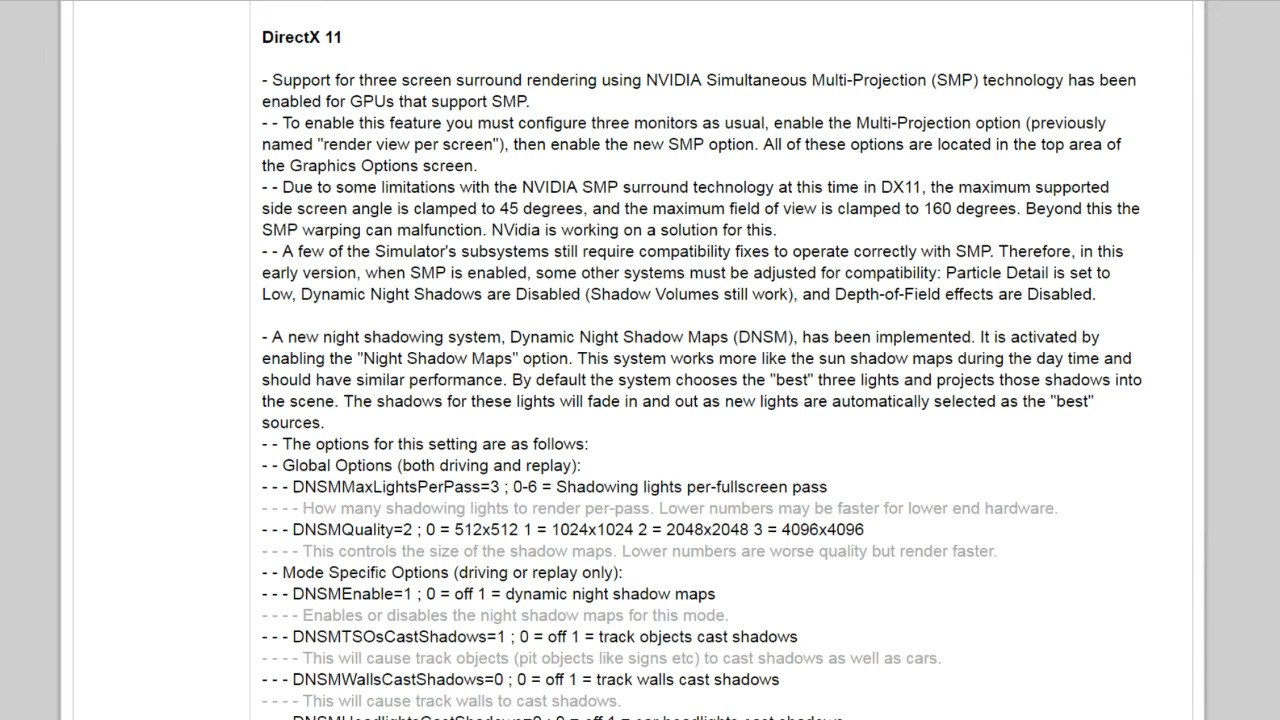 DirectX 11
- Support for three screen surround rendering using NVIDIA Simultaneous Multi-Projection (SMP) technology has been
enabled for GPUs that support SMP.
- - To enable this feature you must configure three monitors as usual, enable the Multi-Projection option (previously
named "render view per screen"), then enable the new SMP option. All of these options are located in the top area of
the Graphics Options screen.
- - Due to some limitations with the NVIDIA SMP surround technology at this time in DX11, the maximum supported
side screen angle is clamped to 45 degrees, and the maximum field of view is clamped to 160 degrees. Beyond this the
SMP warping can malfunction. NVidia is working on a solution for this.
- - A few of the Simulator's subsystems still require compatibility fixes to operate correctly with SMP. Therefore, in this
early version, when SMP is enabled, some other systems must be adjusted for compatibility: Particle Detail is set to
Low, Dynamic Night Shadows are Disabled (Shadow Volumes still work), and Depth-of-Field effects are Disabled.
- A new night shadowing system, Dynamic Night Shadow Maps (DNSM), has been implemented. It is activated by
enabling the "Night Shadow Maps" option. This system works more like the sun shadow maps during the day time and
should have similar performance. By default the system chooses the "best" three lights and projects those shadows into
the scene. The shadows for these lights will fade in and out as new lights are automatically selected as the "best"
sources.
- - The options for this setting are as follows:
- - Global Options (both driving and replay):
- - - DNSMMaxLightsPerPass=3 ; 0-6 = Shadowing lights per-fullscreen pass
- - - - How many shadowing lights to render per-pass. Lower numbers may be faster for lower end hardware.
- - - DNSMQuality=2 ; 0 = 512x512 1 = 1024x1024 2 = 2048x2048 3 = 4096x4096
- - - - This controls the size of the shadow maps. Lower numbers are worse quality but render faster.
- - Mode Specific Options (driving or replay only):
- - - DNSMEnable=1 ; 0 = off 1 = dynamic night shadow maps
- - - - Enables or disables the night shadow maps for this mode.
- - - DNSMTSOsCastShadows=1 ; 0 = off 1 = track objects cast shadows
- - - - This will cause track objects (pit objects like signs etc) to cast shadows as well as cars.
- - - DNSMWallsCastShadows=0 ; 0 = off 1 = track walls cast shadows
- - - - This will cause track walls to cast shadows.
- - - DNSMHeadlightsCastShadows=0 ; 0 = off 1 = car headlights cast shadows